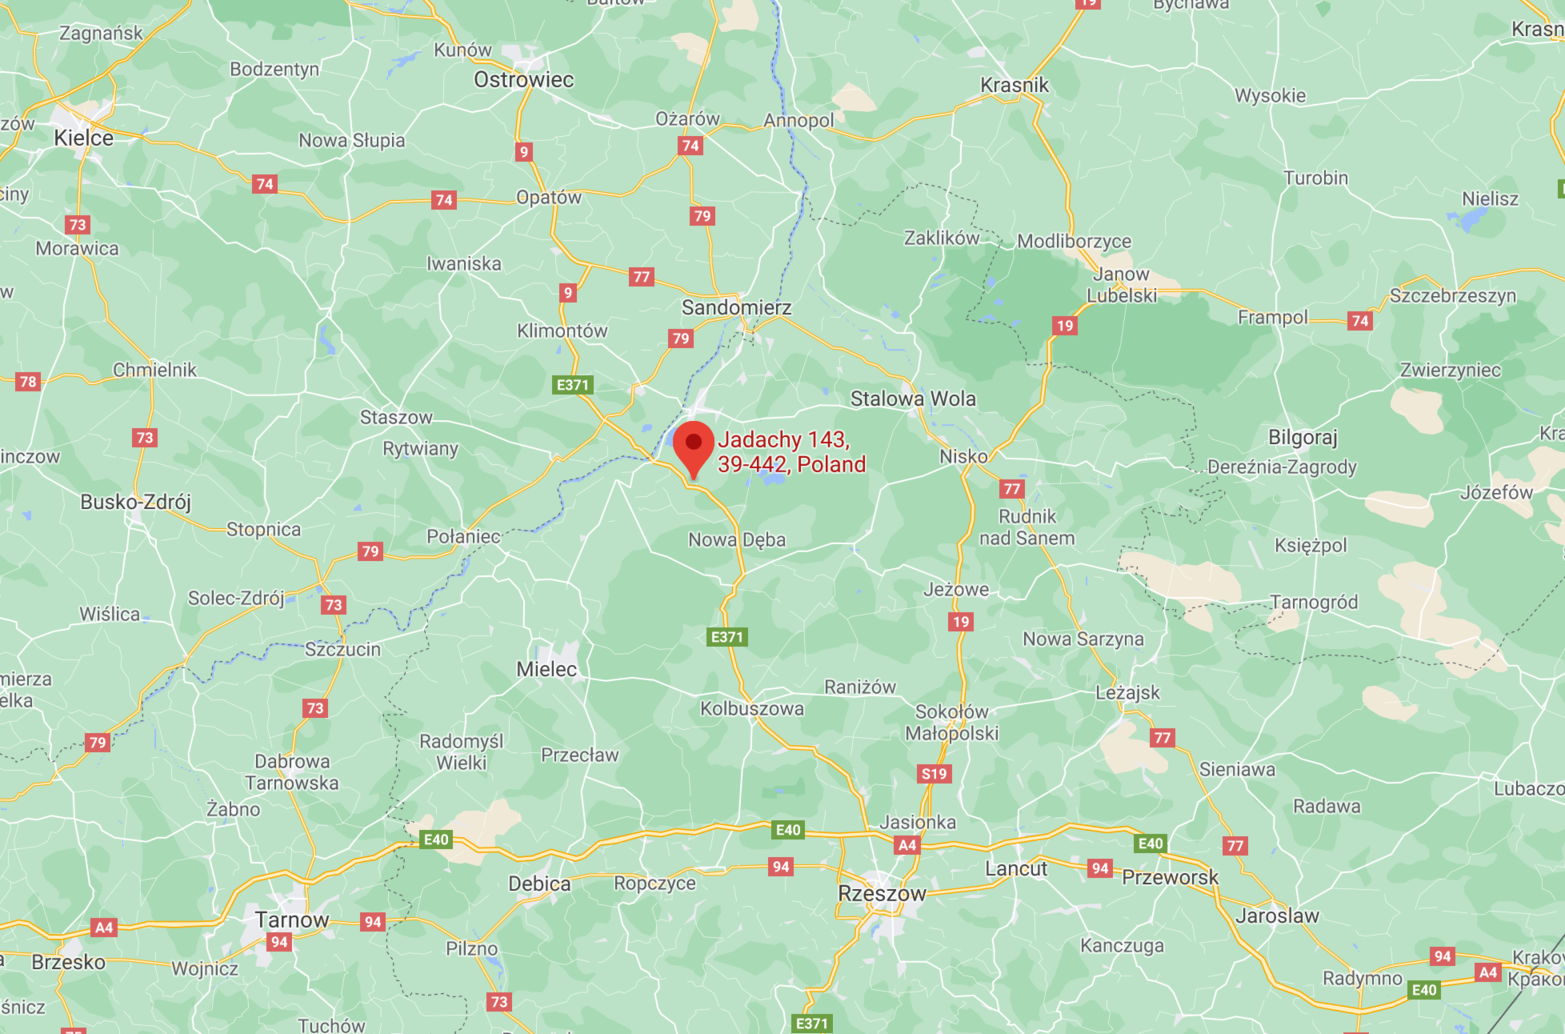 Bałtów
19
Bychawa
Zagnańsk
Kunów
Krasn
Bodzentyn
Ostrowiec
Krasnik
Wysokie
zów
Kielce
Nowa Słupia
Ożarów
Annopol
74
9
74
74
Opatów
79
Turobin
ciny
73
Morawica
Nielisz
Zaklików
Modliborzyce
Iwaniska
77
Janow
Lubelski
w
9
Sandomierz
Szczebrzeszyn
Klimontów
79
19
Frampol
74
Chmielnik
78
E371
Zwierzyniec
Staszow
Stalowa Wola
73
Rytwiany
Jadachy 143,
39-442, Poland
Bilgoraj
Kra
inczow
Nisko
Dereźnia-Zagrody
77
Józefów
Busko-Zdrój
Stopnica
Połaniec
Nowa Dęba
Rudnik
nad Sanem
Księżpol
79
Solec-Zdrój
73
Jeżowe
Tarnogród
Wiślica
19
E371
Nowa Sarzyna
Szczucin
Mielec
mierza
elka
Raniżów
Leżajsk
73
Kolbuszowa
Sokołów
Małopolski
79
Radomyśl
Wielki
Przecław
77
Dabrowa
Tarnowska
S19
Sieniawa
Lubaczo
Żabno
Radawa
Jasionka
E40
E40
A4
E40
77
94
Lancut
94
Przeworsk
Debica
Ropczyce
Rzeszow
Tarnow
94
Jaroslaw
A4
94
Pilzno
Kanczuga
Brzesko
Wojnicz
94
Krako
Radymno
A4
Крако
E40
śnicz
73
Tuchów
E371